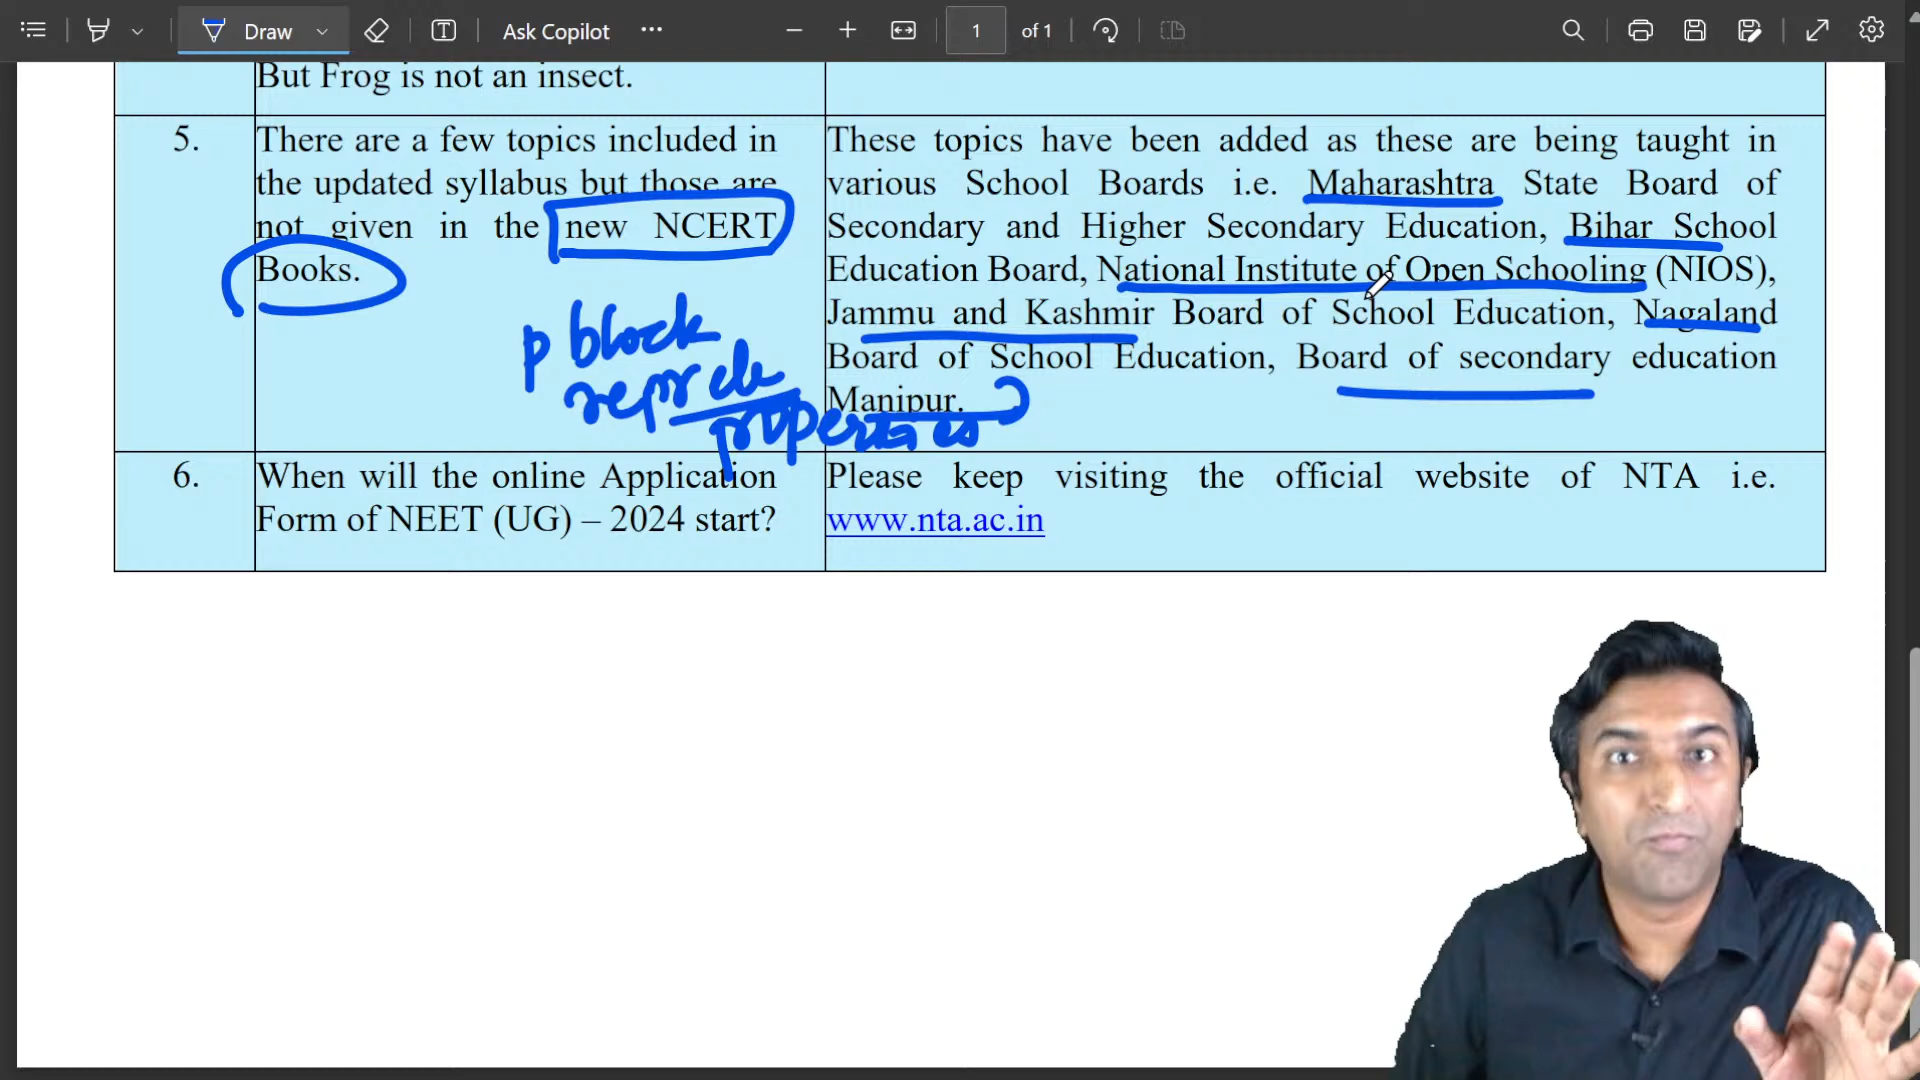 Draw
Ask Copilot
1 of 1
But Frog is not an insect.
5.
There are a few topics included in
the updated syllabus but those are
not given in the new NCERT
Books.
These topics have been added as these are being taught in
various School Boards i.e. Maharashtra State Board of
Secondary and Higher Secondary Education, Bihar School
Education Board, National Institute of Open Schooling (NIOS),
Jammu and Kashmir Board of School Education, Nagaland
Board of School Education, Board of secondary education
Manipur.
p block
properties
6.
When will the online Application
Form of NEET (UG) – 2024 start?
Please keep visiting the official website of NTA i.e.
www.nta.ac.in